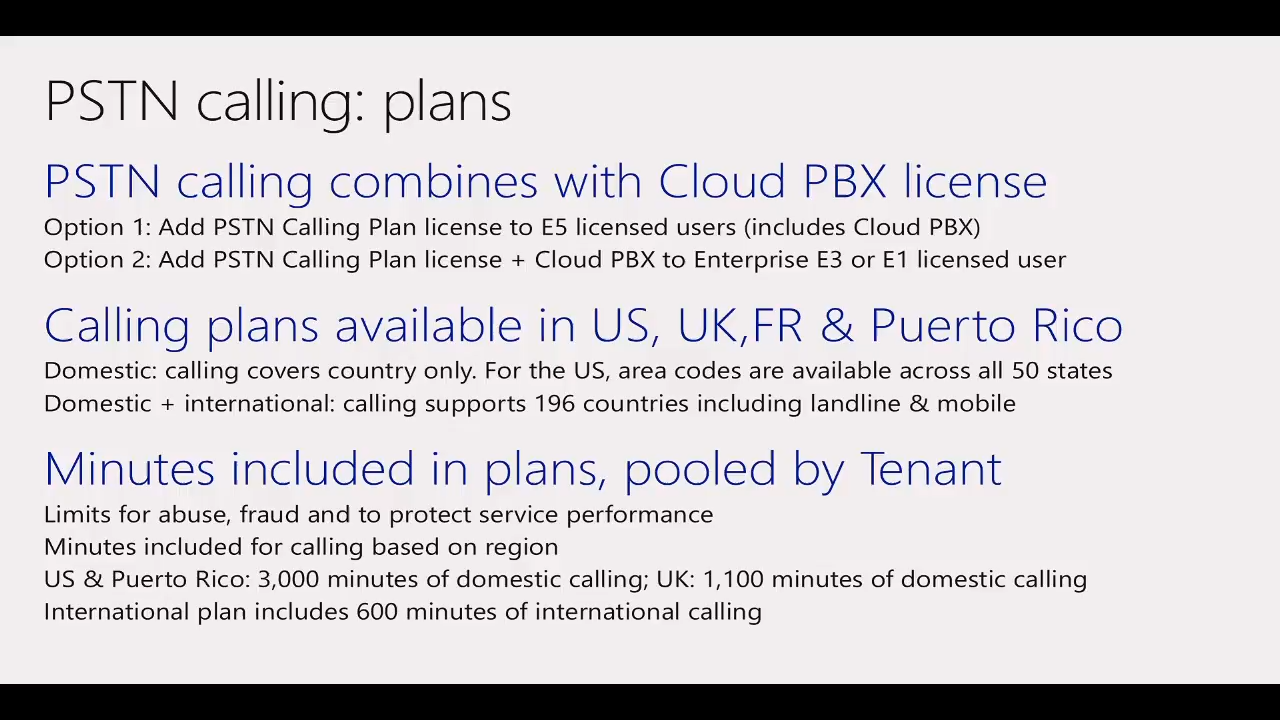 PSTN calling: plans
PSTN calling combines with Cloud PBX license
Option 1: Add PSTN Calling Plan license to E5 licensed users (includes Cloud PBX)
Option 2: Add PSTN Calling Plan license + Cloud PBX to Enterprise E3 or E1 licensed user
Calling plans available in US, UK,FR & Puerto Rico
Domestic: calling covers country only. For the US, area codes are available across all 50 states
Domestic + international: calling supports 196 countries including landline & mobile
Minutes included in plans, pooled by Tenant
Limits for abuse, fraud and to protect service performance
Minutes included for calling based on region
US & Puerto Rico: 3,000 minutes of domestic calling; UK: 1,100 minutes of domestic calling
International plan includes 600 minutes of international calling